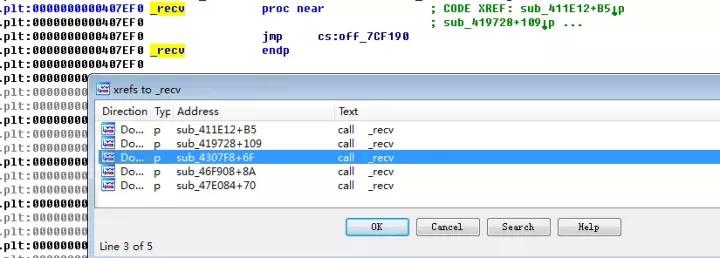 .plt:0000000000407EF0 _recv proc near ; CODE XREF: sub_411E12+B5↓p
.plt:0000000000407EF0 ; sub_419728+109↓p ...
.plt:0000000000407EF0 jmp cs:off_7CF190
.plt:0000000000407EF0 _recv endp
.plt:0000000000407EF0
.plt:00000000
xrefs to _recv
.plt:00000000
Direction Typ Address Text
.plt:00000000
Do... p sub_411E12+B5 call _recv
.plt:00000000
Do... p sub_419728+109 call _recv
.plt:00000000
Do... p sub_4307F8+6F call _recv
.plt:00000000
Do... p sub_46F908+8A call _recv
.plt:00000000
Do... p sub_47E084+70 call _recv
.plt:00000000
.plt:00000000
.plt:00000000
OK Cancel Search Help
.plt:00000000
Line 3 of 5
.plt:00000000